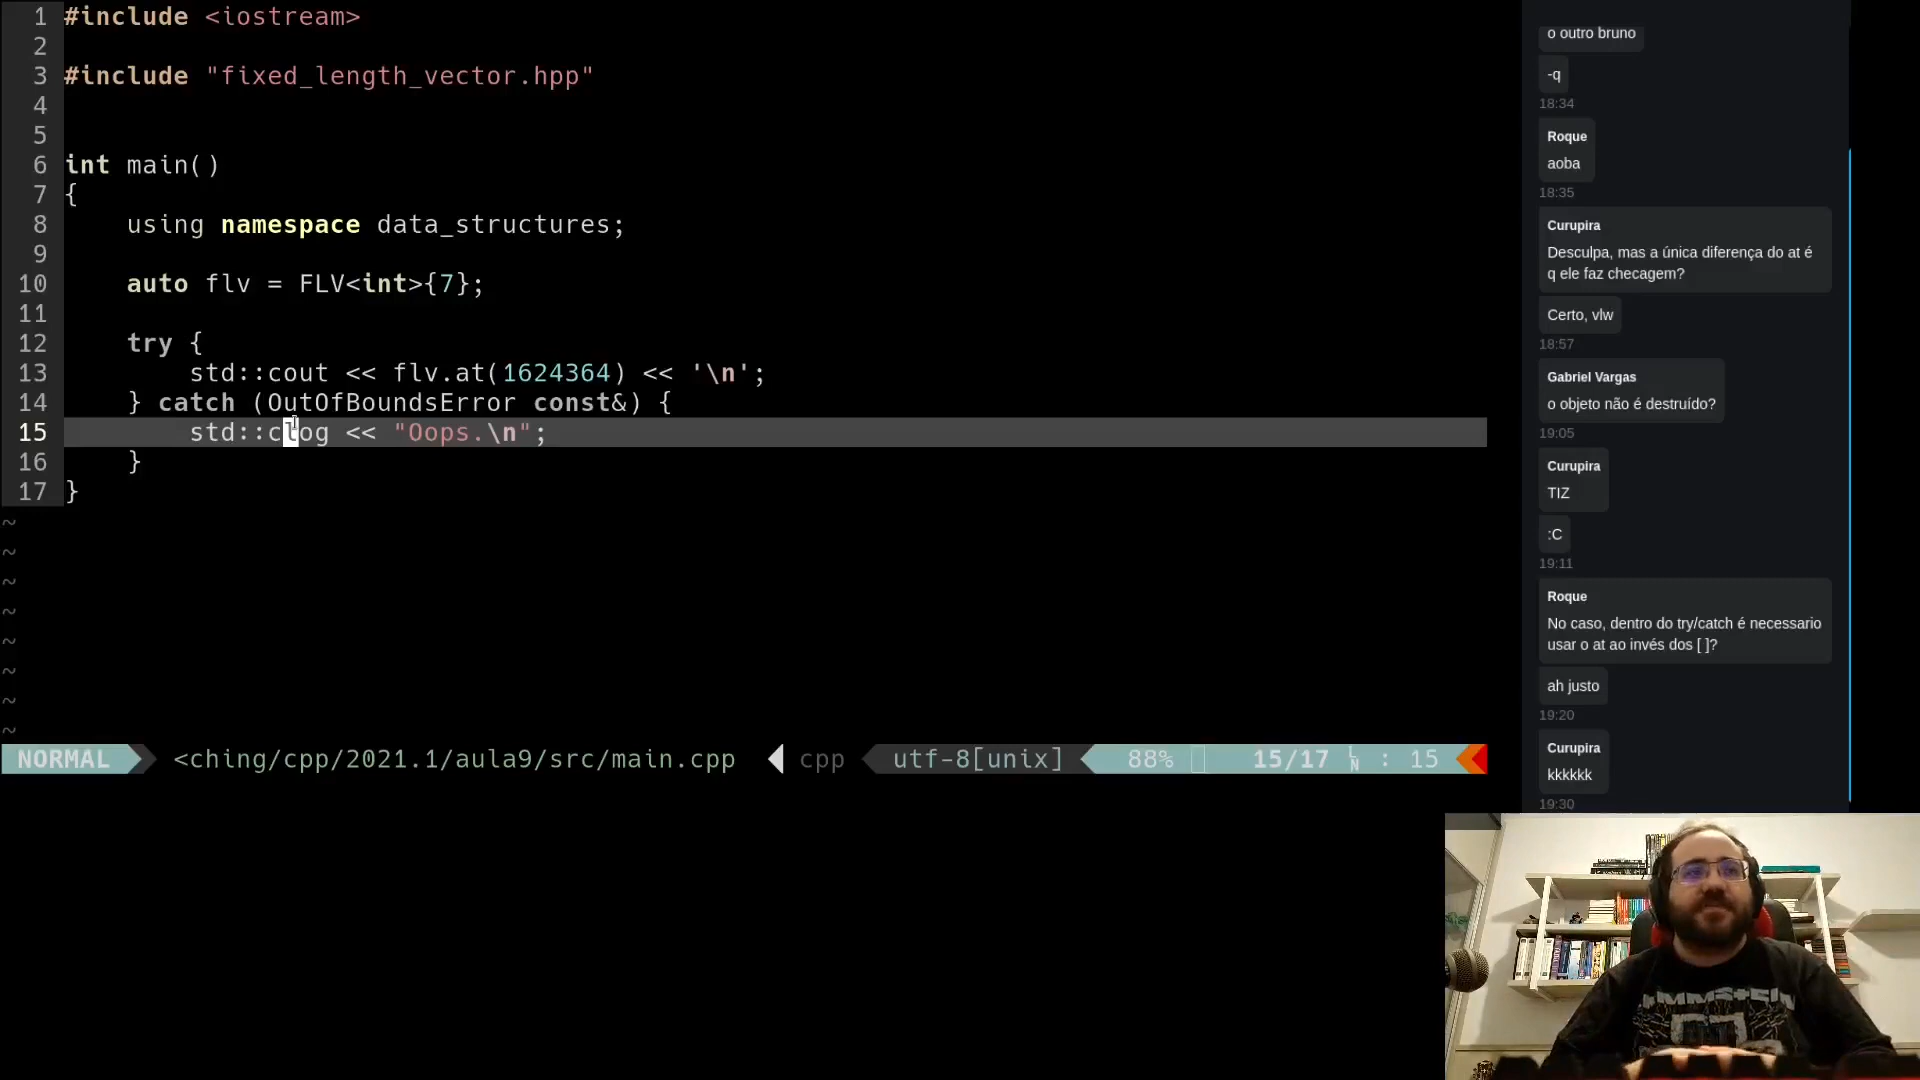 1 #include <iostream>
2
3 #include "fixed_length_vector.hpp"
4
5
6 int main()
7 {
8     using namespace data_structures;
9
10     auto flv = FLV<int>{7};
11
12     try {
13         std::cout << flv.at(1624364) << '\n';
14     } catch (OutOfBoundsError const&) {
15         std::clog << "Oops.\n";
16     }
17 }
~
~
~
~
~
~
~
~
NORMAL <ching/cpp/2021.1/aula9/src/main.cpp cpp utf-8[unix] 88% 15/17 LN : 15
o outro bruno
-q
18:34
Roque
aoba
18:35
Curupira
Desculpa, mas a única diferença do at é
q ele faz checagem?
Certo, vlw
18:57
Gabriel Vargas
o objeto não é destruído?
19:05
Curupira
TIZ
:C
19:11
Roque
No caso, dentro do try/catch é necessario
usar o at ao invés dos [ ]?
ah justo
19:20
Curupira
kkkkkk
19:30